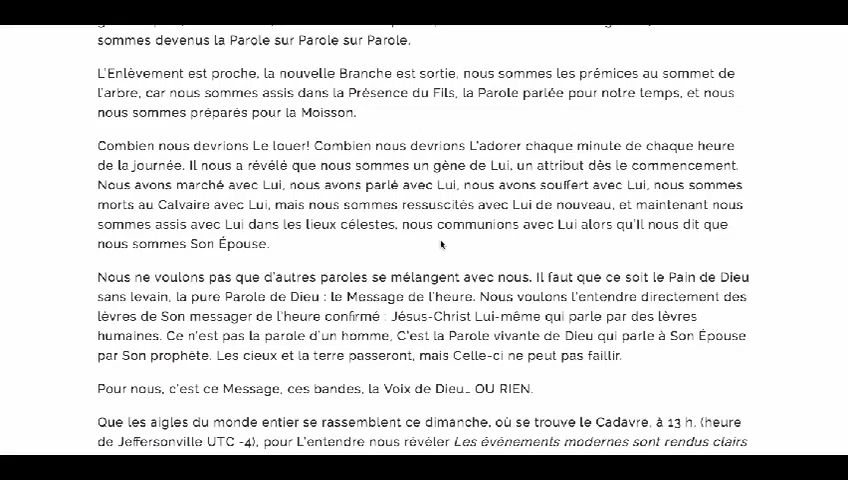 sommes devenus la Parole sur Parole sur Parole.
L'Enlèvement est proche, la nouvelle Branche est sortie, nous sommes les prémices au sommet de
l'arbre, car nous sommes assis dans la Présence du Fils, la Parole parlée pour notre temps, et nous
nous sommes préparés pour la Moisson.
Combien nous devrions Le louer! Combien nous devrions L'adorer chaque minute de chaque heure
de la journée. Il nous a révélé que nous sommes un gène de Lui, un attribut dès le commencement.
Nous avons marché avec Lui, nous avons parlé avec Lui, nous avons souffert avec Lui, nous sommes
morts au Calvaire avec Lui, mais nous sommes ressuscités avec Lui de nouveau, et maintenant nous
sommes assis avec Lui dans les lieux célestes, nous communions avec Lui alors qu'Il nous dit que
nous sommes Son Épouse.
Nous ne voulons pas que d'autres paroles se mélangent avec nous. Il faut que ce soit le Pain de Dieu
sans levain, la pure Parole de Dieu : le Message de l'heure. Nous voulons l'entendre directement des
lèvres de Son messager de l'heure confirmé : Jésus-Christ Lui-même qui parle par des lèvres
humaines. Ce n'est pas la parole d'un homme, C'est la Parole vivante de Dieu qui parle à Son Épouse
par Son prophète. Les cieux et la terre passeront, mais Celle-ci ne peut pas faillir.
Pour nous, c'est ce Message, ces bandes, la Voix de Dieu… OU RIEN.
Que les aigles du monde entier se rassemblent ce dimanche, où se trouve le Cadavre, à 13 h, (heure
de Jeffersonville UTC -4), pour L'entendre nous révéler Les événements modernes sont rendus clairs